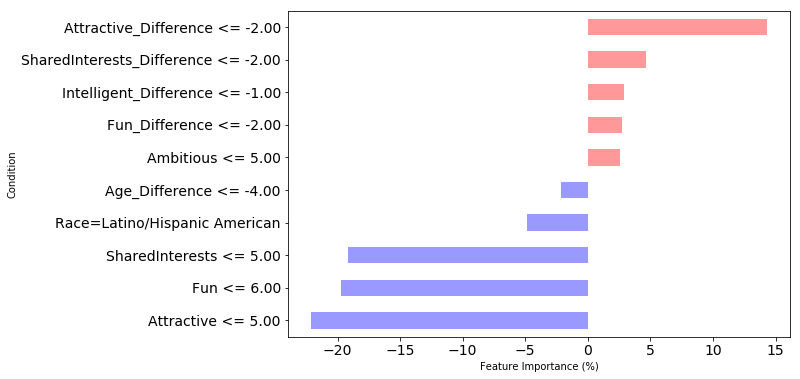 Attractive_Difference <= -2.00
SharedInterests_Difference <= -2.00
Intelligent_Difference <= -1.00
Fun_Difference <= -2.00
Ambitious <= 5.00
Age_Difference <= -4.00
Race=Latino/Hispanic American
SharedInterests <= 5.00
Fun <= 6.00
Attractive <= 5.00
Condition
−20 −15 −10 −5 0 5 10 15
Feature Importance (%)